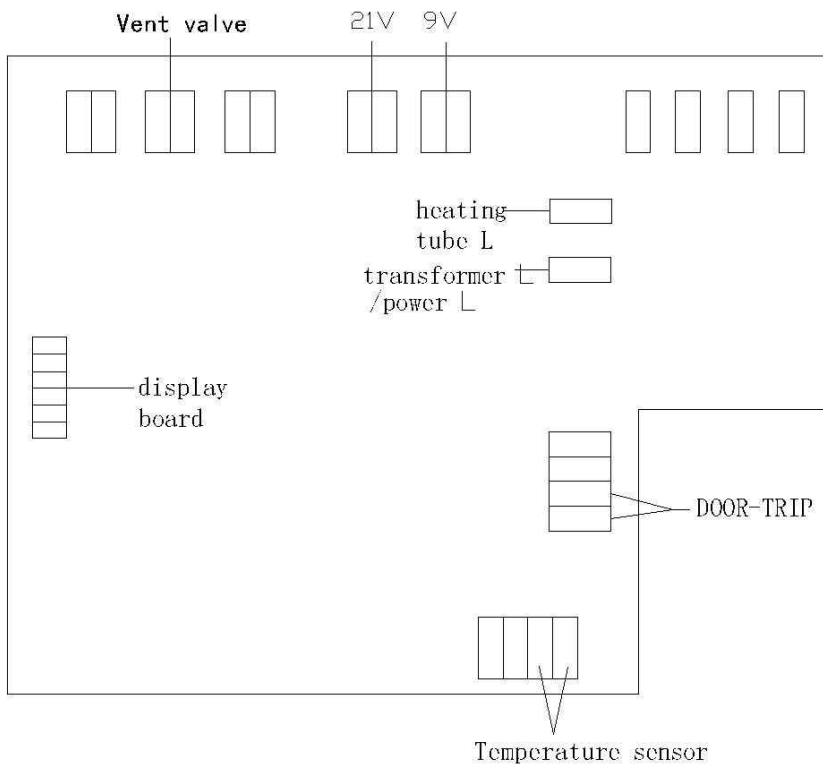 Vent valve
21V
9V
heating
tube L
transformer L
/power L
display
board
DOOR-TRIP
Temperature sensor